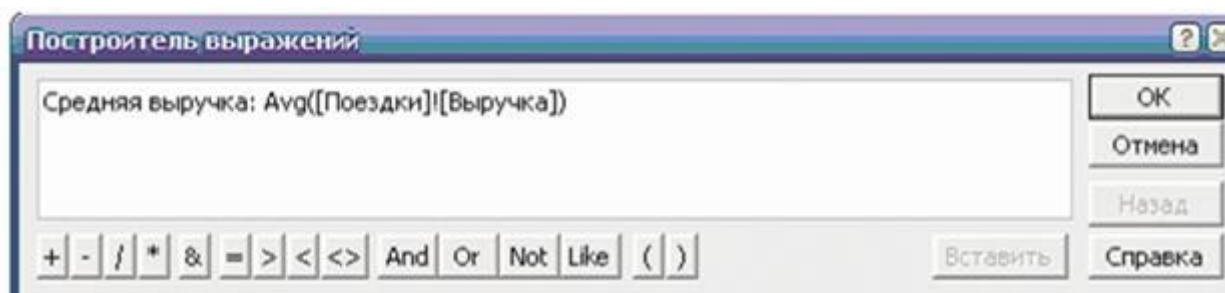 Построитель выражений
?
Средняя выручка: Avg([Поездки]![Выручка])
OK
Отмена
Назад
+ - / * & = > < <> And Or Not Like ( ) Вставить Справка